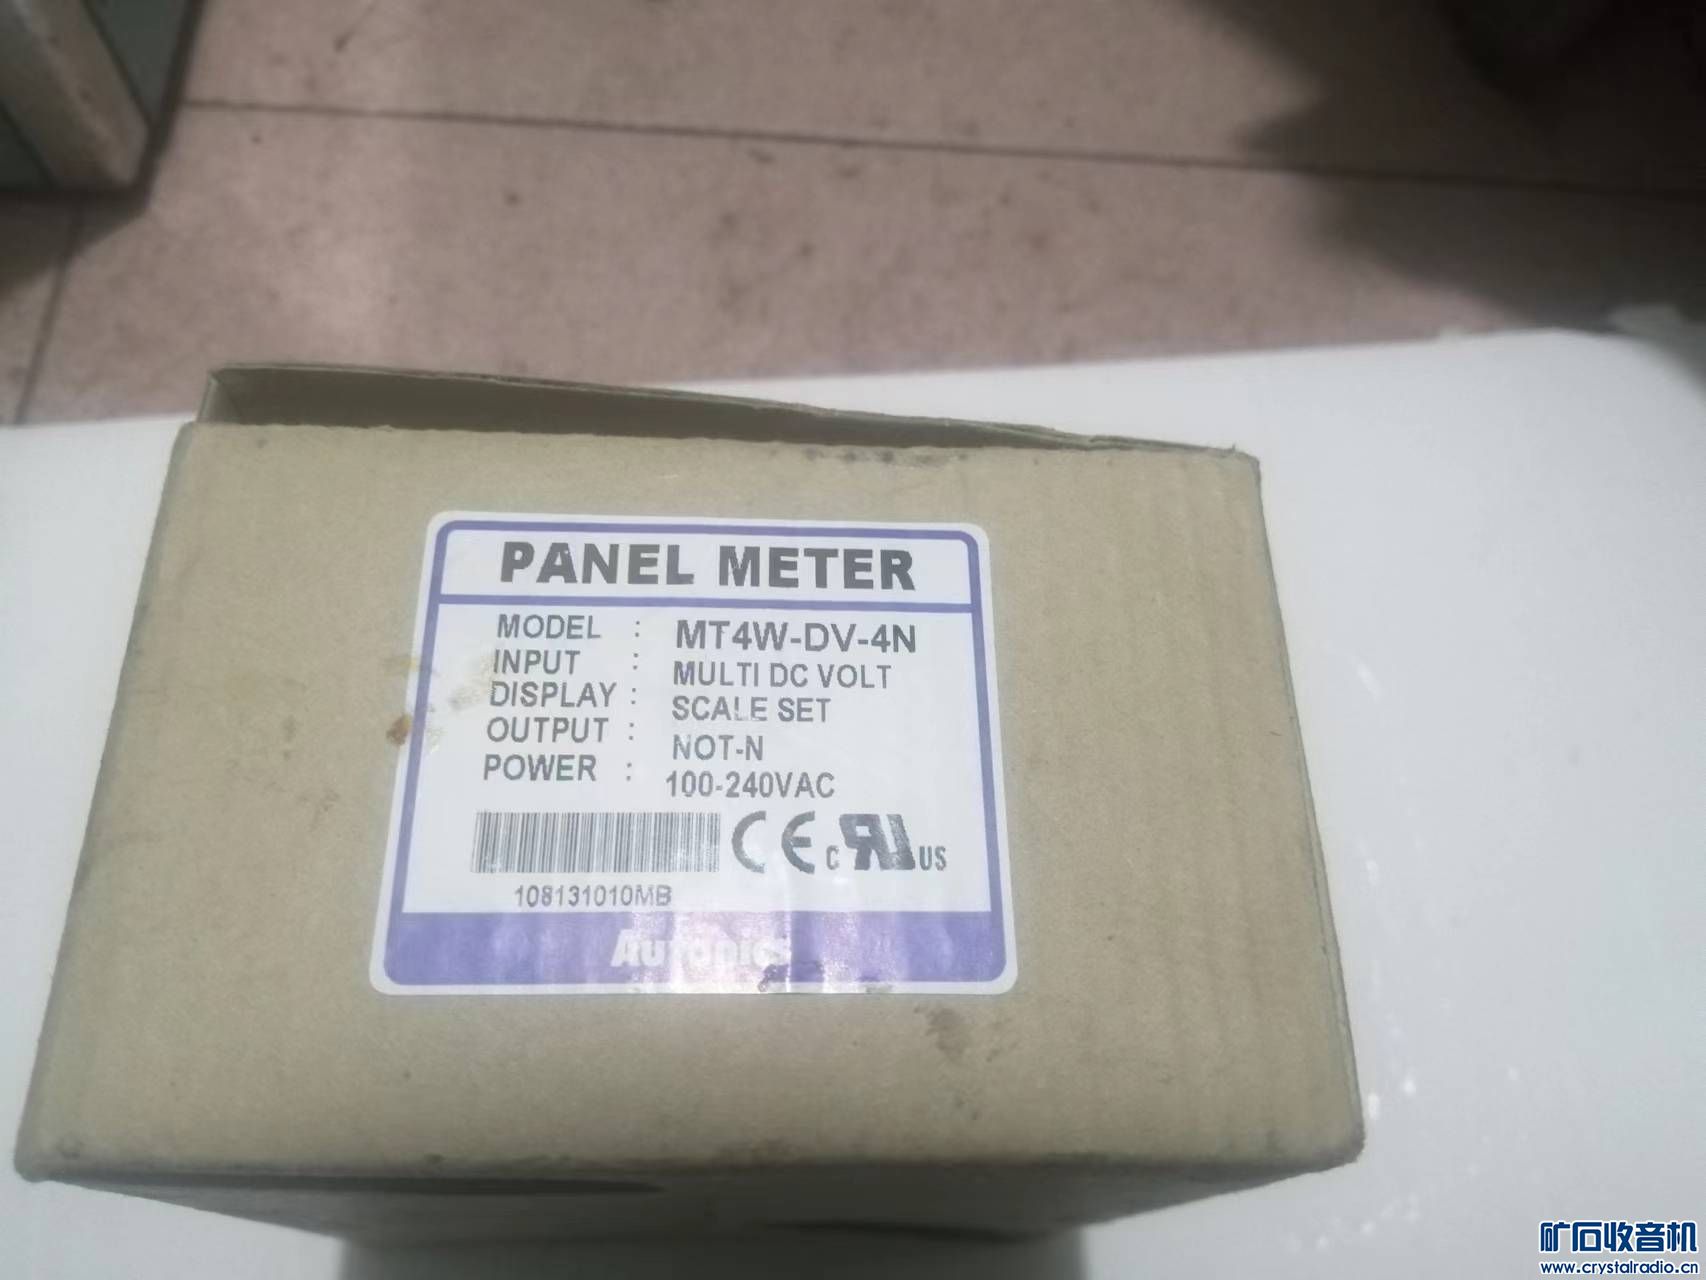 PANEL METER
MODEL : MT4W-DV-4N
INPUT : MULTI DC VOLT
DISPLAY : SCALE SET
OUTPUT : NOT-N
POWER : 100-240VAC
CE c RU US
108131010MB
Autonics
矿石收音机
www.crystalradio.cn